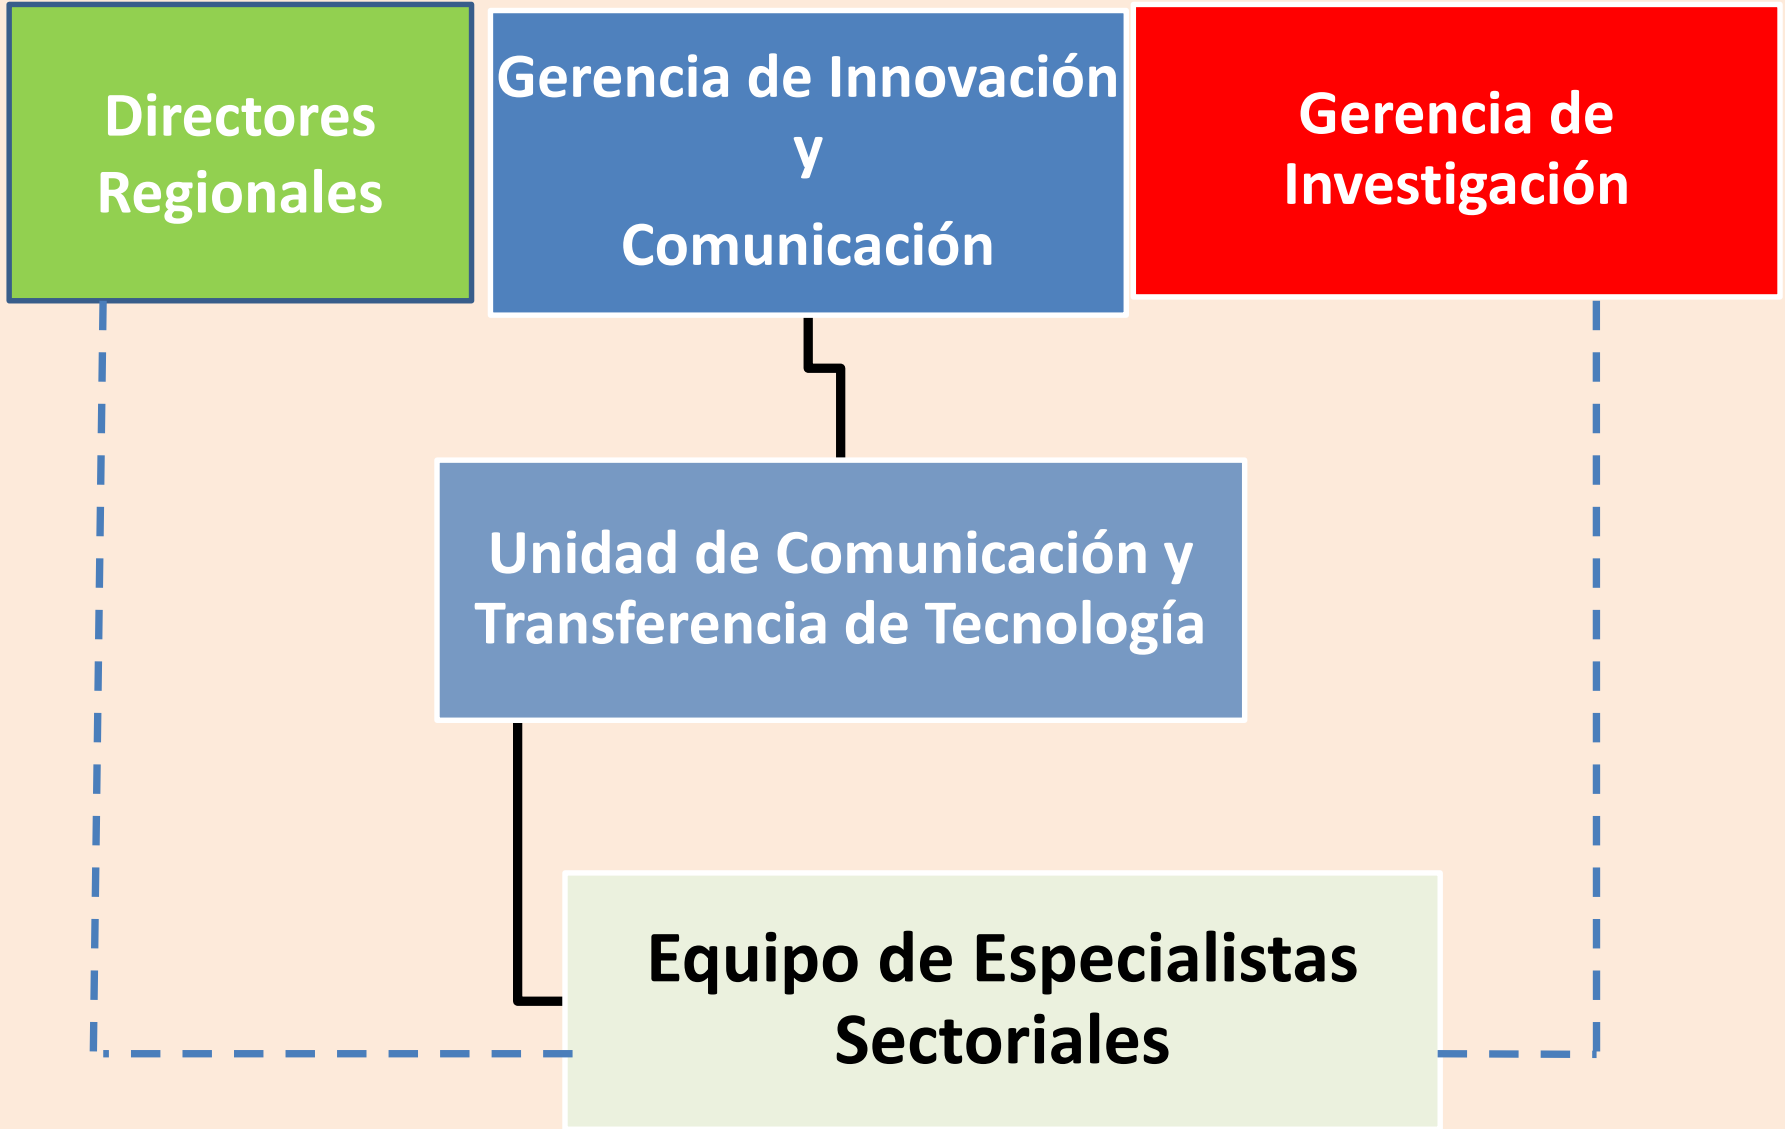 Directores
Regionales
Gerencia de Innovación
y
Comunicación
Gerencia de
Investigación
Unidad de Comunicación y
Transferencia de Tecnología
Equipo de Especialistas
Sectoriales